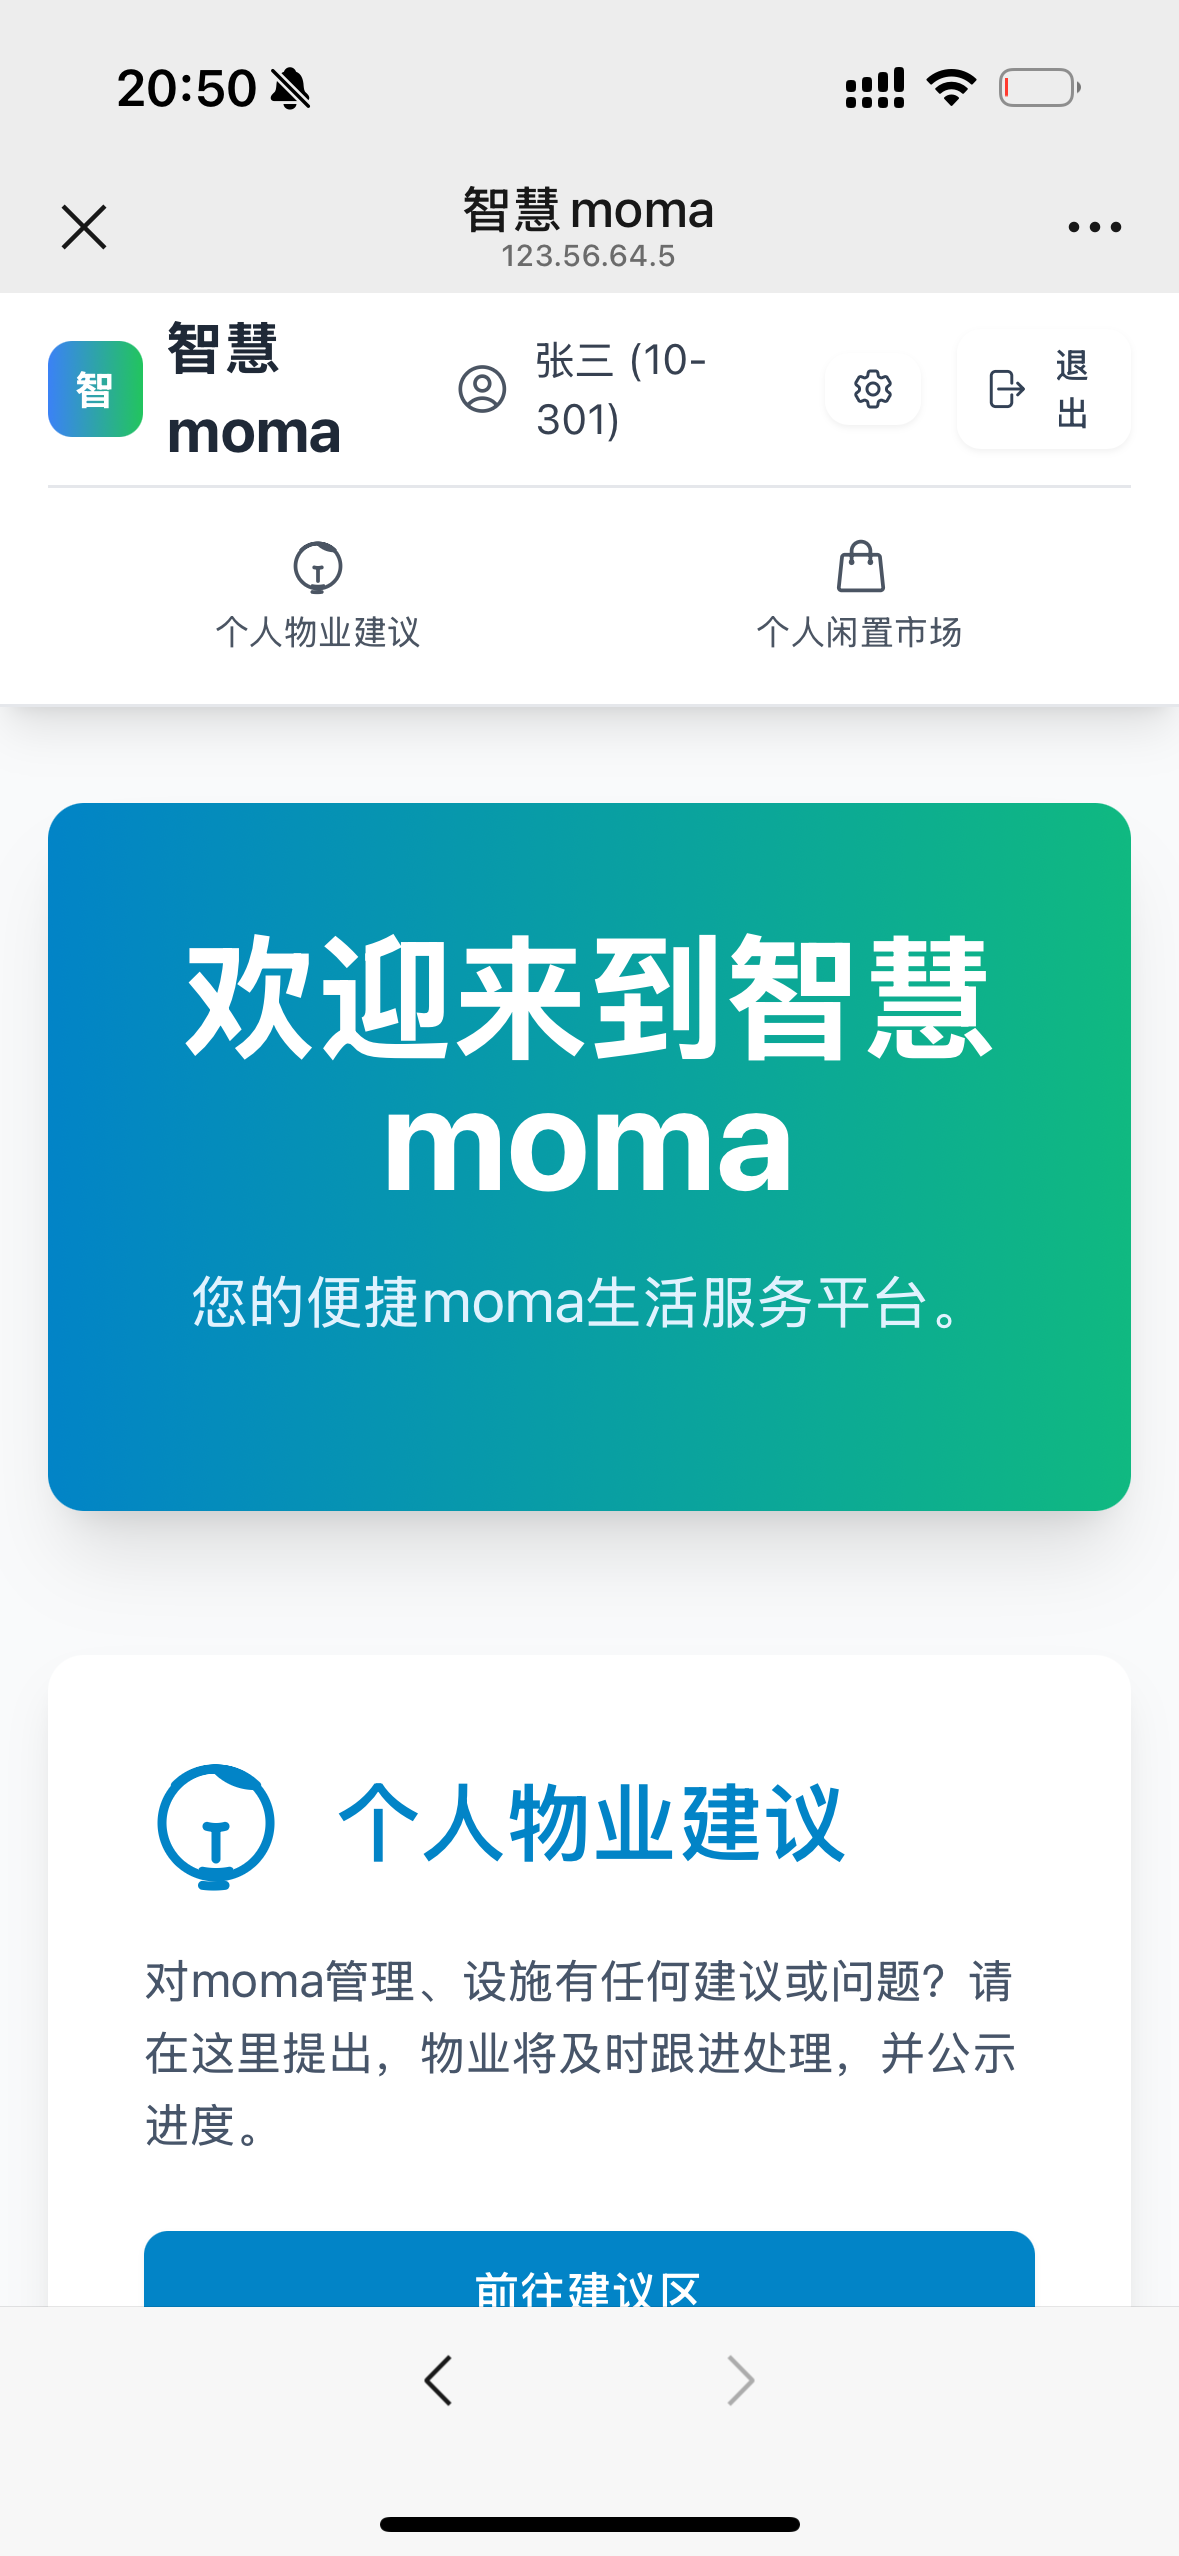 20:50
智慧 moma
123.56.64.5
智
智慧
moma
张三 (10-
301)
退
出
个人物业建议
个人闲置市场
欢迎来到智慧
moma
您的便捷moma生活服务平台。
个人物业建议
对moma管理、设施有任何建议或问题？请
在这里提出，物业将及时跟进处理，并公示
进度。
前往建议区